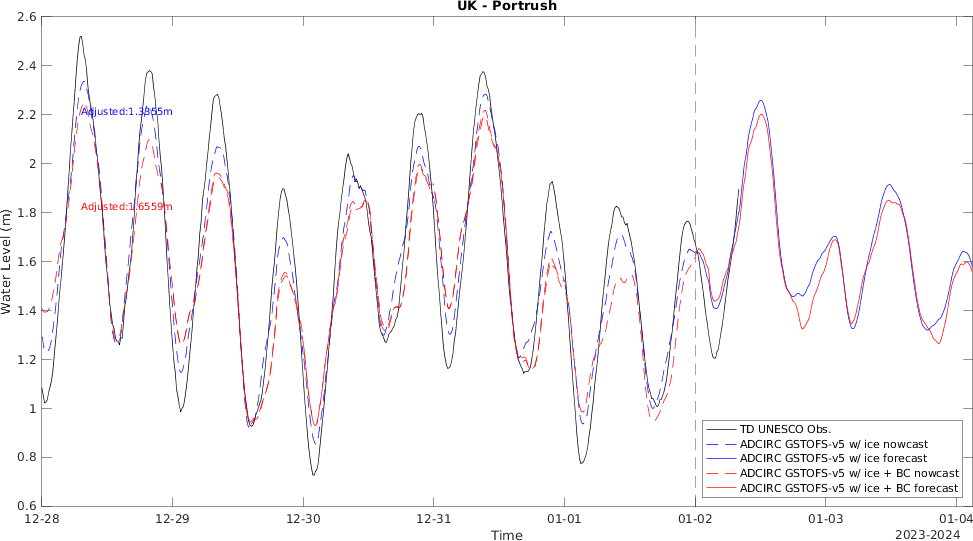 UK - Portrush
2.6
2.4
2.2
2
1.8
1.6
1.4
1.2
1
0.8
0.6
Water Level (m)
Adjusted:1.3855m
Adjusted:1.6559m
TD UNESCO Obs.
ADCIRC GSTOFS-v5 w/ ice nowcast
ADCIRC GSTOFS-v5 w/ ice forecast
ADCIRC GSTOFS-v5 w/ ice + BC nowcast
ADCIRC GSTOFS-v5 w/ ice + BC forecast
12-28 12-29 12-30 12-31 01-01 01-02 01-03 01-04
Time
2023-2024